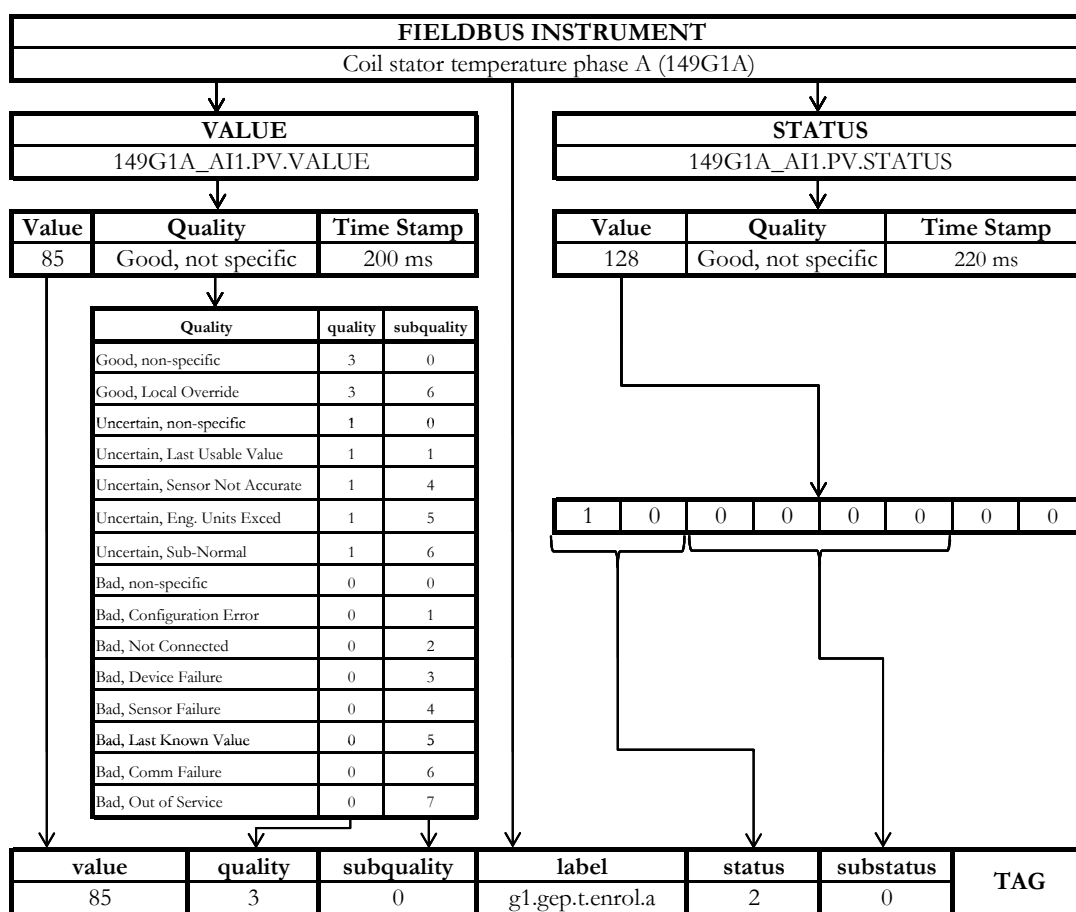 FIELDBUS INSTRUMENT
Coil stator temperature phase A (149G1A)
VALUE
149G1A_AI1.PV.VALUE
STATUS
149G1A_AI1.PV.STATUS
Value Quality Time Stamp
85 Good, not specific 200 ms
Value Quality Time Stamp
128 Good, not specific 220 ms
Quality quality subquality
Good, non-specific 3 0
Good, Local Override 3 6
Uncertain, non-specific 1 0
Uncertain, Last Usable Value 1 1
Uncertain, Sensor Not Accurate 1 4
Uncertain, Eng. Units Exced 1 5
Uncertain, Sub-Normal 1 6
Bad, non-specific 0 0
Bad, Configuration Error 0 1
Bad, Not Connected 0 2
Bad, Device Failure 0 3
Bad, Sensor Failure 0 4
Bad, Last Known Value 0 5
Bad, Comm Failure 0 6
Bad, Out of Service 0 7
1 0 0 0 0 0 0 0
value quality subquality label status substatus TAG
85 3 0 g1.gep.t.enrol.a 2 0